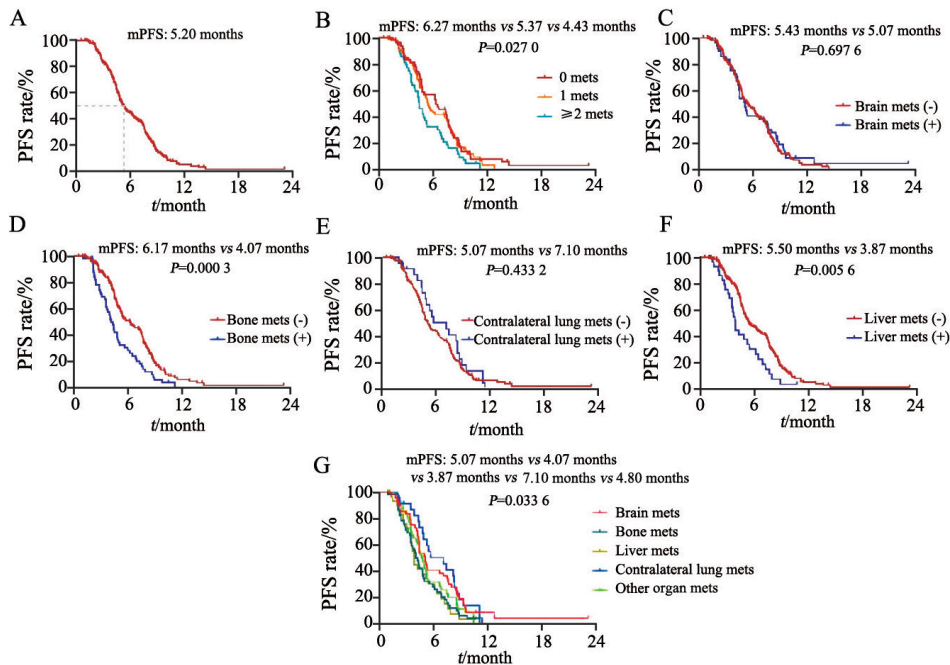 A
mPFS: 5.20 months
PFS rate/%
100
80
60
40
20
0
0 6 12 18 24
t/month
B
mPFS: 6.27 months vs 5.37 vs 4.43 months
P=0.027 0
PFS rate/%
100
80
60
40
20
0
0 mets
1 mets
≥2 mets
0 6 12 18 24
t/month
C
mPFS: 5.43 months vs 5.07 months
P=0.697 6
PFS rate/%
100
80
60
40
20
0
Brain mets (-)
Brain mets (+)
0 6 12 18 24
t/month
D
mPFS: 6.17 months vs 4.07 months
P=0.000 3
PFS rate/%
100
80
60
40
20
0
Bone mets (-)
Bone mets (+)
0 6 12 18 24
t/month
E
mPFS: 5.07 months vs 7.10 months
P=0.433 2
PFS rate/%
100
80
60
40
20
0
Contralateral lung mets (-)
Contralateral lung mets (+)
0 6 12 18 24
t/month
F
mPFS: 5.50 months vs 3.87 months
P=0.005 6
PFS rate/%
100
80
60
40
20
0
Liver mets (-)
Liver mets (+)
0 6 12 18 24
t/month
G
mPFS: 5.07 months vs 4.07 months
vs 3.87 months vs 7.10 months vs 4.80 months
P=0.033 6
PFS rate/%
100
80
60
40
20
0
Brain mets
Bone mets
Liver mets
Contralateral lung mets
Other organ mets
0 6 12 18 24
t/month